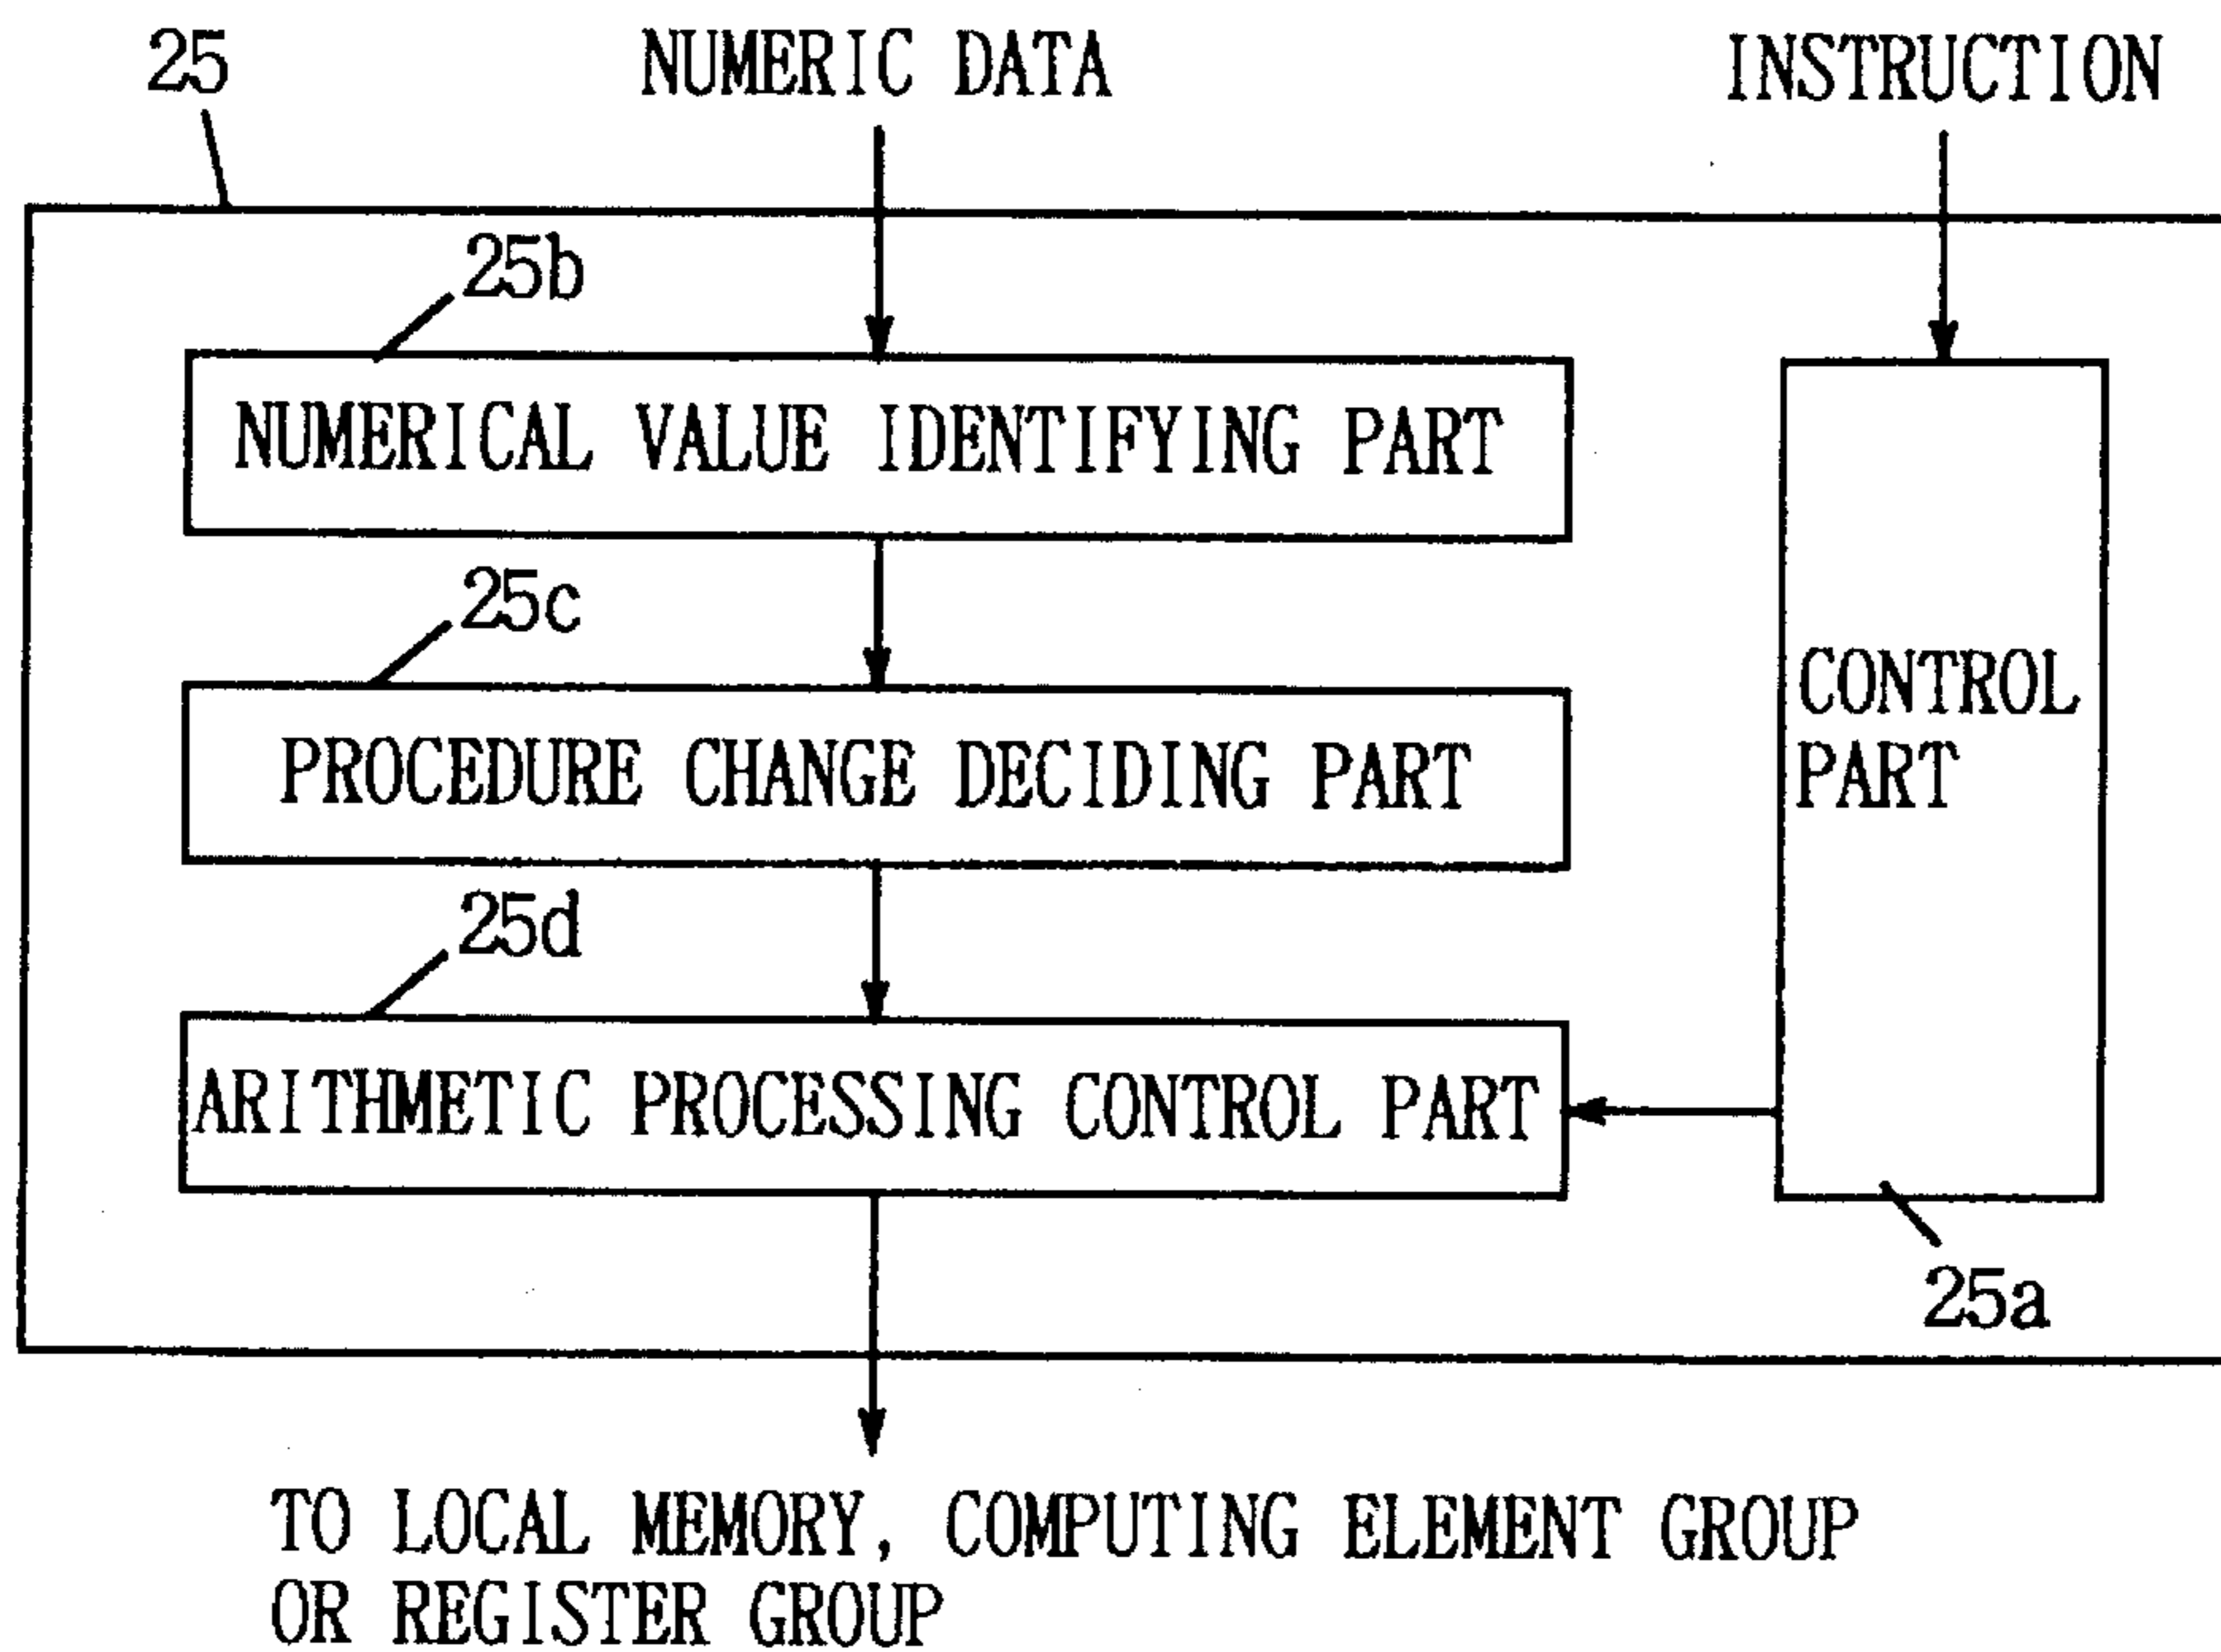 25
NUMERIC DATA
INSTRUCTION
25b
NUMERICAL VALUE IDENTIFYING PART
25c
PROCEDURE CHANGE DECIDING PART
CONTROL
PART
25d
ARITHMETIC PROCESSING CONTROL PART
25a
TO LOCAL MEMORY, COMPUTING ELEMENT GROUP
OR REGISTER GROUP